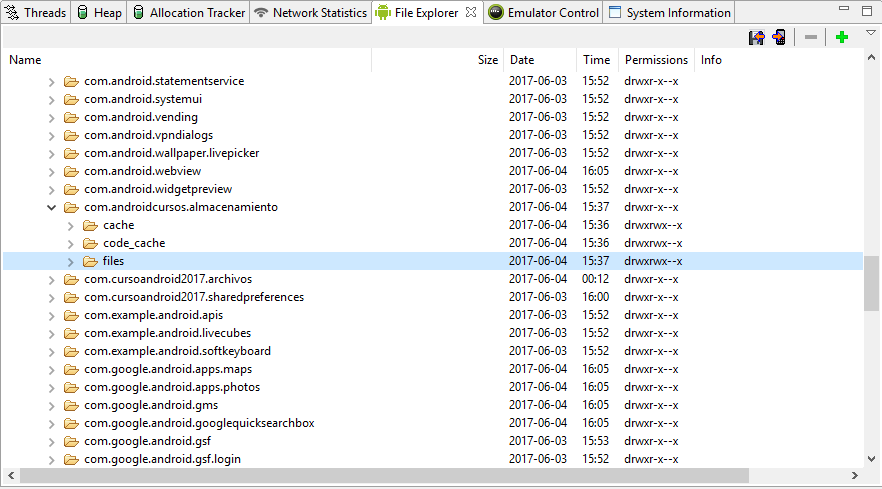 Threads Heap Allocation Tracker Network Statistics File Explorer Emulator Control System Information
Name Size Date Time Permissions Info
com.android.statementservice 2017-06-03 15:52 drwxr-x--x
com.android.systemui 2017-06-03 15:52 drwxr-x--x
com.android.vending 2017-06-03 15:52 drwxr-x--x
com.android.vpndialogs 2017-06-03 15:52 drwxr-x--x
com.android.wallpaper.livepicker 2017-06-03 15:52 drwxr-x--x
com.android.webview 2017-06-04 16:05 drwxr-x--x
com.android.widgetpreview 2017-06-03 15:52 drwxr-x--x
com.androidcursos.almacenamiento 2017-06-04 15:37 drwxr-x--x
cache 2017-06-04 15:36 drwxrwx--x
code_cache 2017-06-04 15:36 drwxrwx--x
files 2017-06-04 15:37 drwxrwx--x
com.cursoandroid2017.archivos 2017-06-04 00:12 drwxr-x--x
com.cursoandroid2017.sharedpreferences 2017-06-03 16:00 drwxr-x--x
com.example.android.apis 2017-06-04 15:52 drwxr-x--x
com.example.android.livecubes 2017-06-03 15:52 drwxr-x--x
com.example.android.softkeyboard 2017-06-03 15:52 drwxr-x--x
com.google.android.apps.maps 2017-06-04 16:05 drwxr-x--x
com.google.android.apps.photos 2017-06-04 16:05 drwxr-x--x
com.google.android.gms 2017-06-04 16:05 drwxr-x--x
com.google.android.googlequicksearchbox 2017-06-04 16:05 drwxr-x--x
com.google.android.gsf 2017-06-03 15:53 drwxr-x--x
com.google.android.gsf.login 2017-06-03 15:52 drwxr-x--x